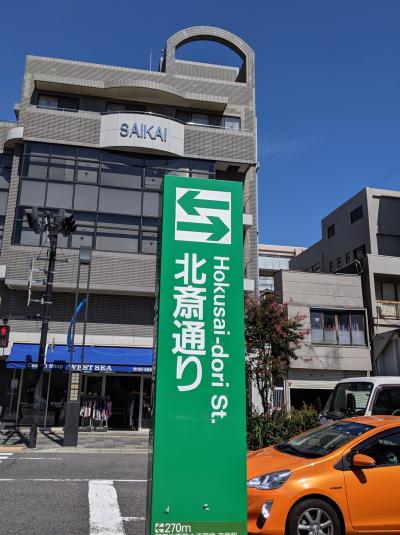 SAIKAI
北斎通り
Hokusai-dori St.
WEST SEA
270m